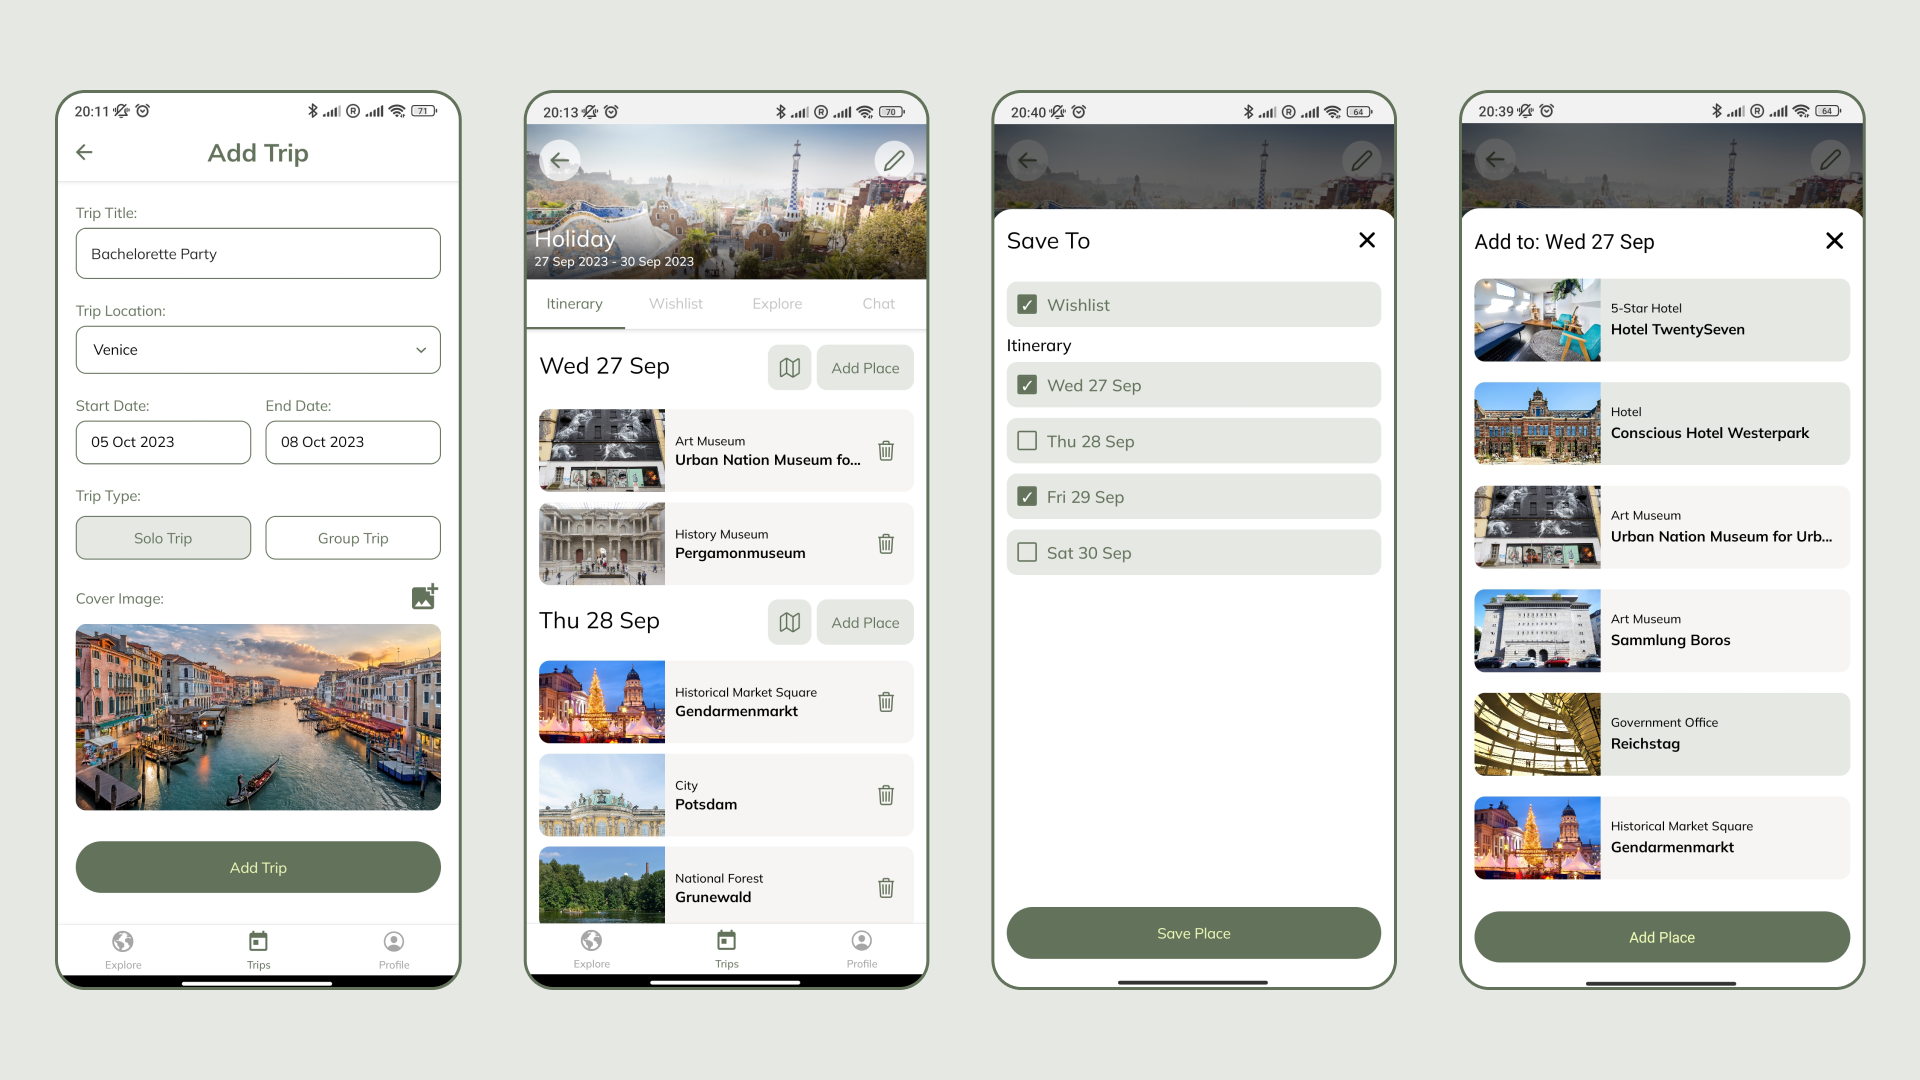 20:11
R
71
Add Trip
Trip Title:
Bachelorette Party
Trip Location:
Venice
Start Date:
End Date:
05 Oct 2023
08 Oct 2023
Trip Type:
Solo Trip
Group Trip
Cover Image:
Add Trip
Explore
Trips
Profile
20:13
R
70
Holiday
27 Sep 2023 - 30 Sep 2023
Itinerary
Wishlist
Explore
Chat
Wed 27 Sep
Add Place
Art Museum
Urban Nation Museum fo...
History Museum
Pergamonmuseum
Thu 28 Sep
Add Place
Historical Market Square
Gendarmenmarkt
City
Potsdam
National Forest
Grunewald
Explore
Trips
Profile
20:40
R
64
Save To
Wishlist
Itinerary
Wed 27 Sep
Thu 28 Sep
Fri 29 Sep
Sat 30 Sep
Save Place
20:39
R
64
Add to: Wed 27 Sep
5-Star Hotel
Hotel TwentySeven
Hotel
Conscious Hotel Westerpark
Art Museum
Urban Nation Museum for Urb...
Art Museum
Sammlung Boros
Government Office
Reichstag
Historical Market Square
Gendarmenmarkt
Add Place